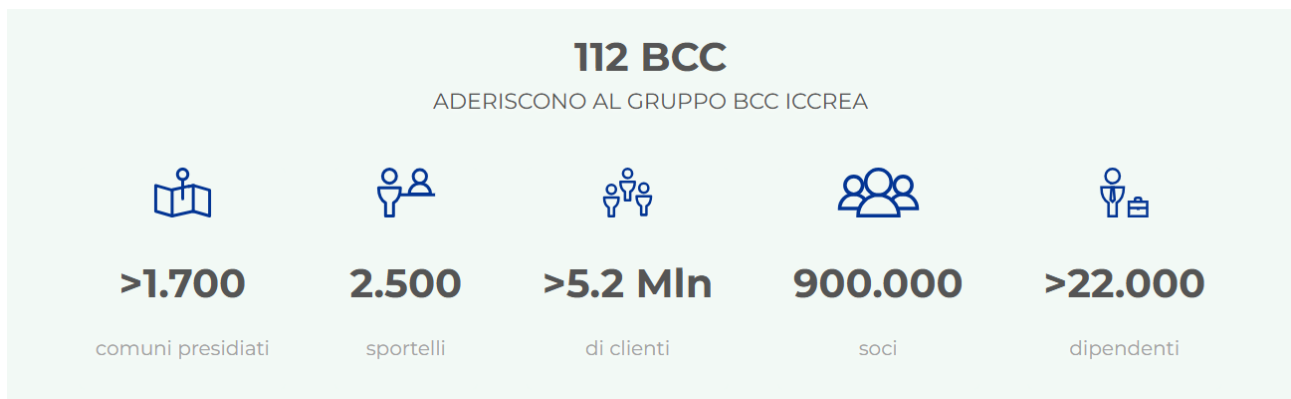 112 BCC
ADERISCONO AL GRUPPO BCC ICCREA
>1.700
2.500
>5.2 Mln
900.000
>22.000
comuni presidiati
sportelli
di clienti
soci
dipendenti